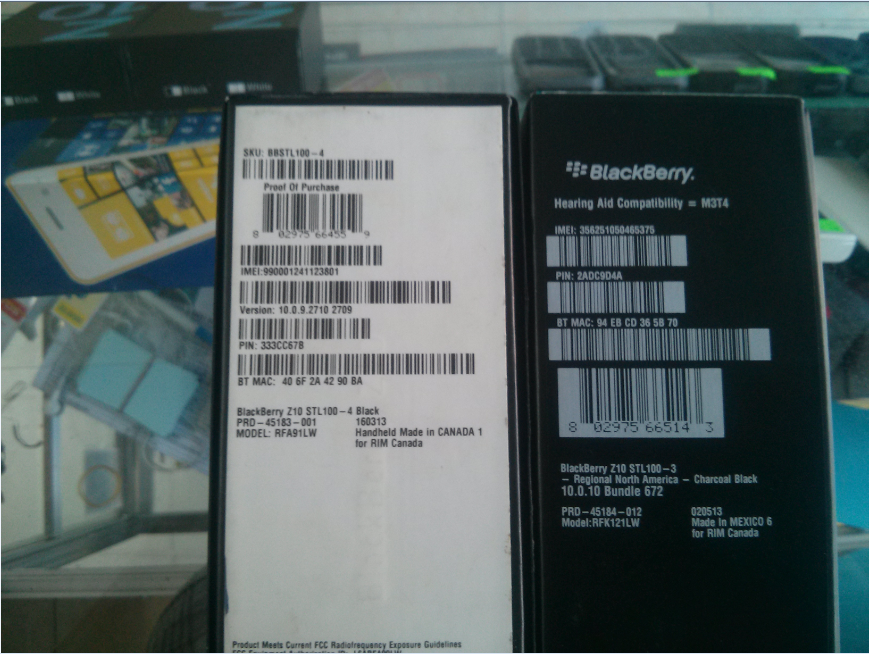 Black
White
Black
White
SKU: BBSTL100-4
Proof Of Purchase
8 02975 66455 9
IMEI:990001241123801
Version: 10.0.9.2710 2709
PIN: 333CC67B
BT MAC: 40 6F 2A 42 90 BA
BlackBerry Z10 STL100-4 Black
PRD-45183-001 160313
MODEL: RFA91LW Handheld Made in CANADA 1
for RIM Canada
Product Meets Current FCC Radiofrequency Exposure Guidelines
BlackBerry.
Hearing Aid Compatibility = M3T4
IMEI: 356251050465375
PIN: 2ADC9D4A
BT MAC: 94 EB CD 36 5B 70
8 02975 66514 3
BlackBerry Z10 STL100-3
- Regional North America - Charcoal Black
10.0.10 Bundle 672
PRD-45184-012 020513
Model:RFK121LW Made In MEXICO 6
for RIM Canada